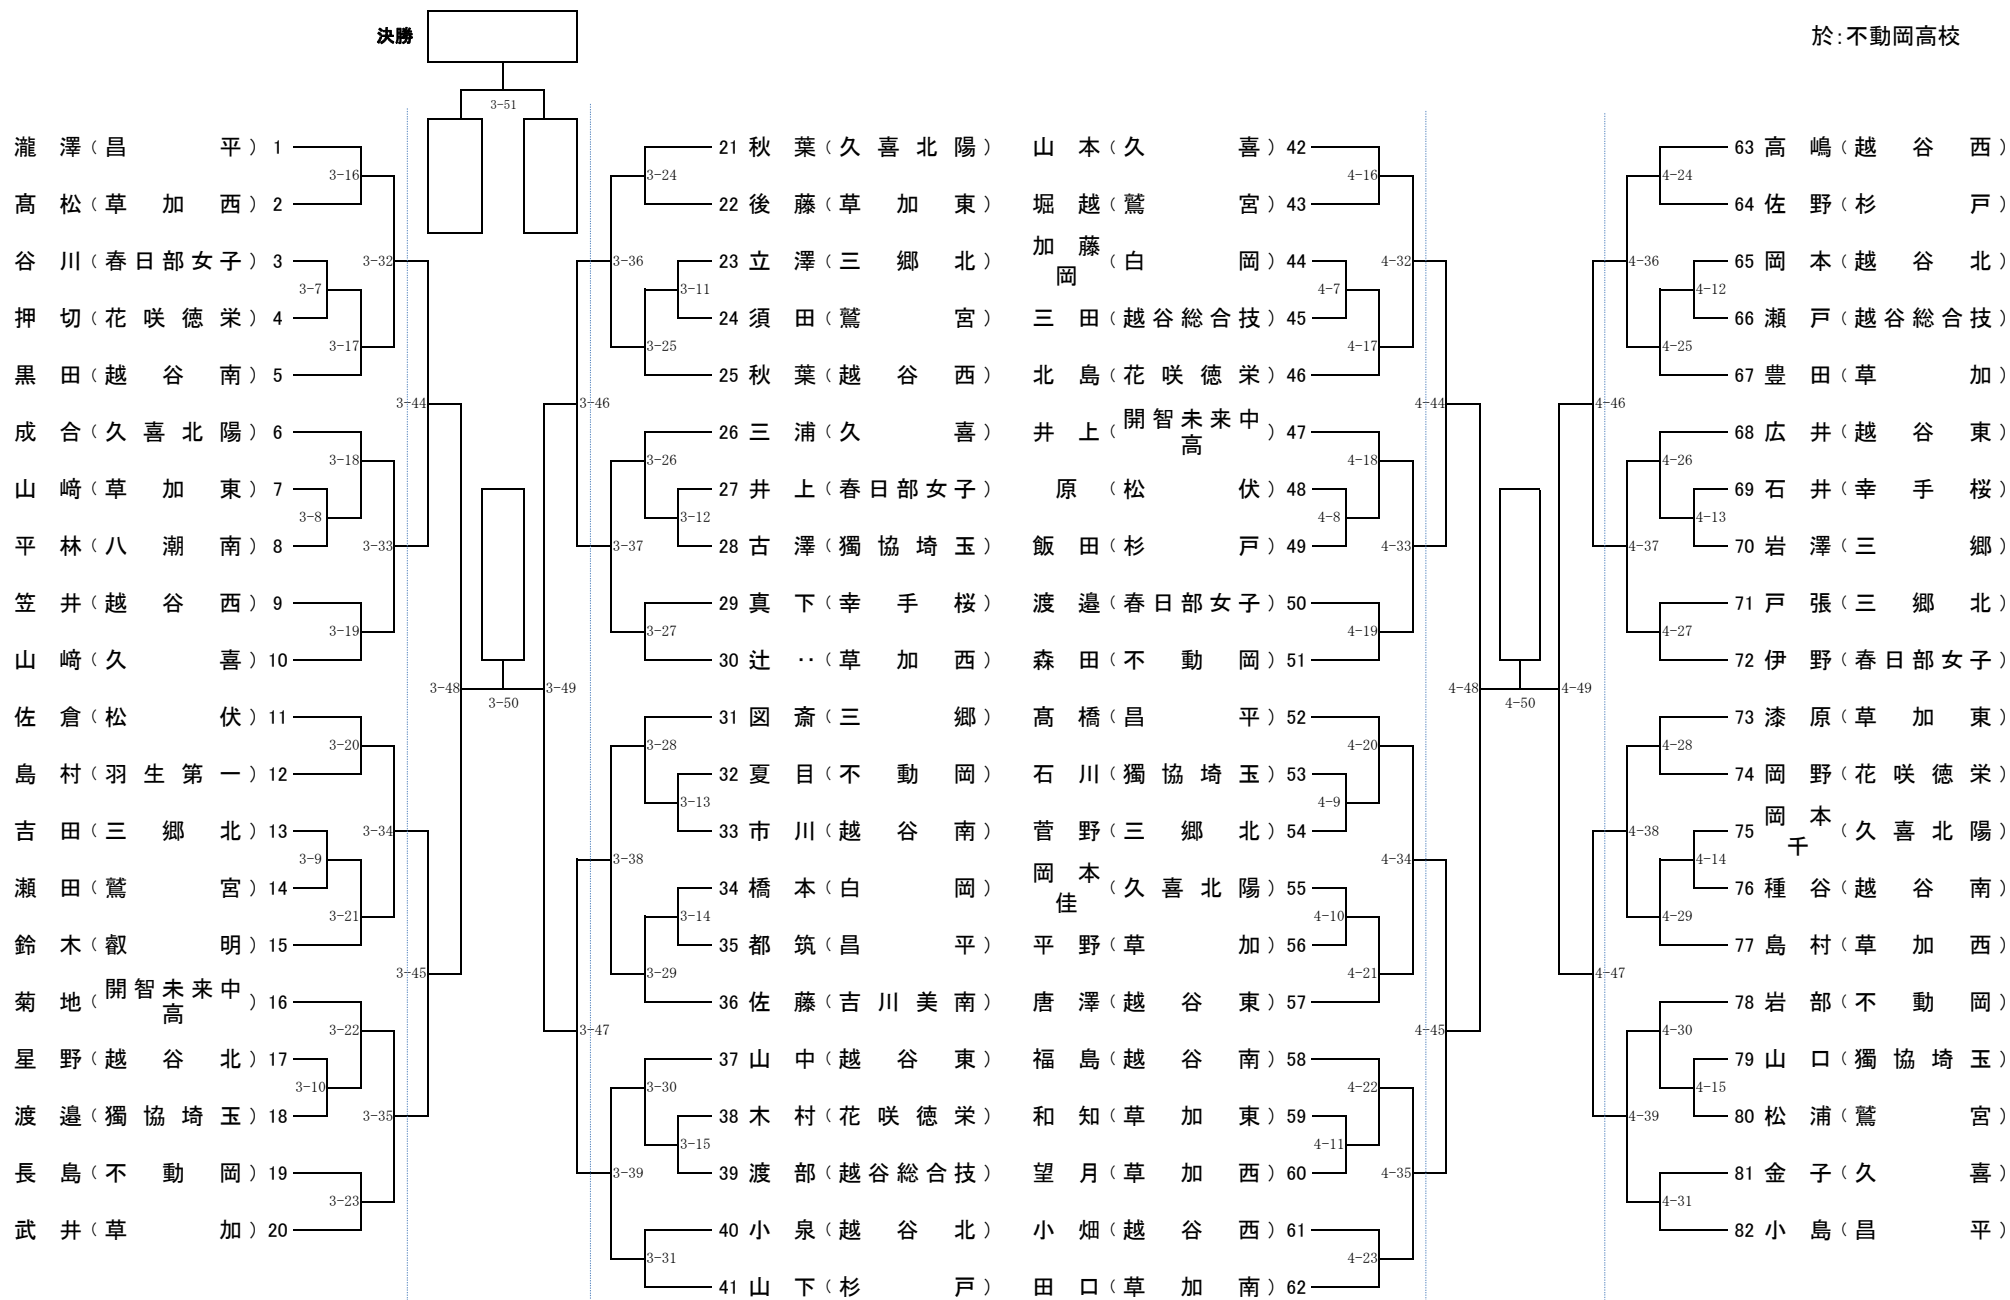 決勝
於:不動岡高校
3-51
瀧澤(昌平)1
髙松(草加西)2
谷川(春日部女子)3
押切(花咲徳栄)4
黒田(越谷南)5
成合(久喜北陽)6
山﨑(草加東)7
平林(八潮南)8
笠井(越谷西)9
山﨑(久喜)10
佐倉(松伏)11
島村(羽生第一)12
吉田(三郷北)13
瀬田(鷲宮)14
鈴木(叡明)15
菊地(開智未来中高)16
星野(越谷北)17
渡邉(獨協埼玉)18
長島(不動岡)19
武井(草加)20
3-16
3-7
3-17
3-18
3-8
3-19
3-20
3-9
3-21
3-22
3-10
3-23
3-32
3-33
3-34
3-35
3-44
3-45
3-48
3-50
3-49
3-46
3-47
3-36
3-37
3-38
3-39
3-24
3-11
3-25
3-26
3-12
3-27
3-28
3-13
3-14
3-29
3-30
3-15
3-31
21 秋葉(久喜北陽)
22 後藤(草加東)
23 立澤(三郷北)
24 須田(鷲宮)
25 秋葉(越谷西)
26 三浦(久喜)
27 井上(春日部女子)
28 古澤(獨協埼玉)
29 真下(幸手桜)
30 辻‥(草加西)
31 図斎(三郷)
32 夏目(不動岡)
33 市川(越谷南)
34 橋本(白岡)
35 都筑(昌平)
36 佐藤(吉川美南)
37 山中(越谷東)
38 木村(花咲徳栄)
39 渡部(越谷総合技)
40 小泉(越谷北)
41 山下(杉戸)
山本(久喜)42
堀越(鷲宮)43
加藤岡(白岡)44
三田(越谷総合技)45
北島(花咲徳栄)46
井上(開智未来中高)47
原(松伏)48
飯田(杉戸)49
渡邉(春日部女子)50
森田(不動岡)51
髙橋(昌平)52
石川(獨協埼玉)53
菅野(三郷北)54
岡本佳(久喜北陽)55
平野(草加)56
唐澤(越谷東)57
福島(越谷南)58
和知(草加東)59
望月(草加西)60
小畑(越谷西)61
田口(草加南)62
4-16
4-7
4-17
4-18
4-8
4-19
4-20
4-9
4-10
4-21
4-22
4-11
4-23
4-32
4-33
4-34
4-35
4-44
4-45
4-48
4-50
4-49
4-46
4-47
4-36
4-37
4-38
4-39
4-24
4-12
4-25
4-26
4-13
4-27
4-28
4-14
4-29
4-30
4-15
4-31
63 高嶋(越谷西)
64 佐野(杉戸)
65 岡本(越谷北)
66 瀬戸(越谷総合技)
67 豊田(草加)
68 広井(越谷東)
69 石井(幸手桜)
70 岩澤(三郷)
71 戸張(三郷北)
72 伊野(春日部女子)
73 漆原(草加東)
74 岡野(花咲徳栄)
75 岡本千(久喜北陽)
76 種谷(越谷南)
77 島村(草加西)
78 岩部(不動岡)
79 山口(獨協埼玉)
80 松浦(鷲宮)
81 金子(久喜)
82 小島(昌平)